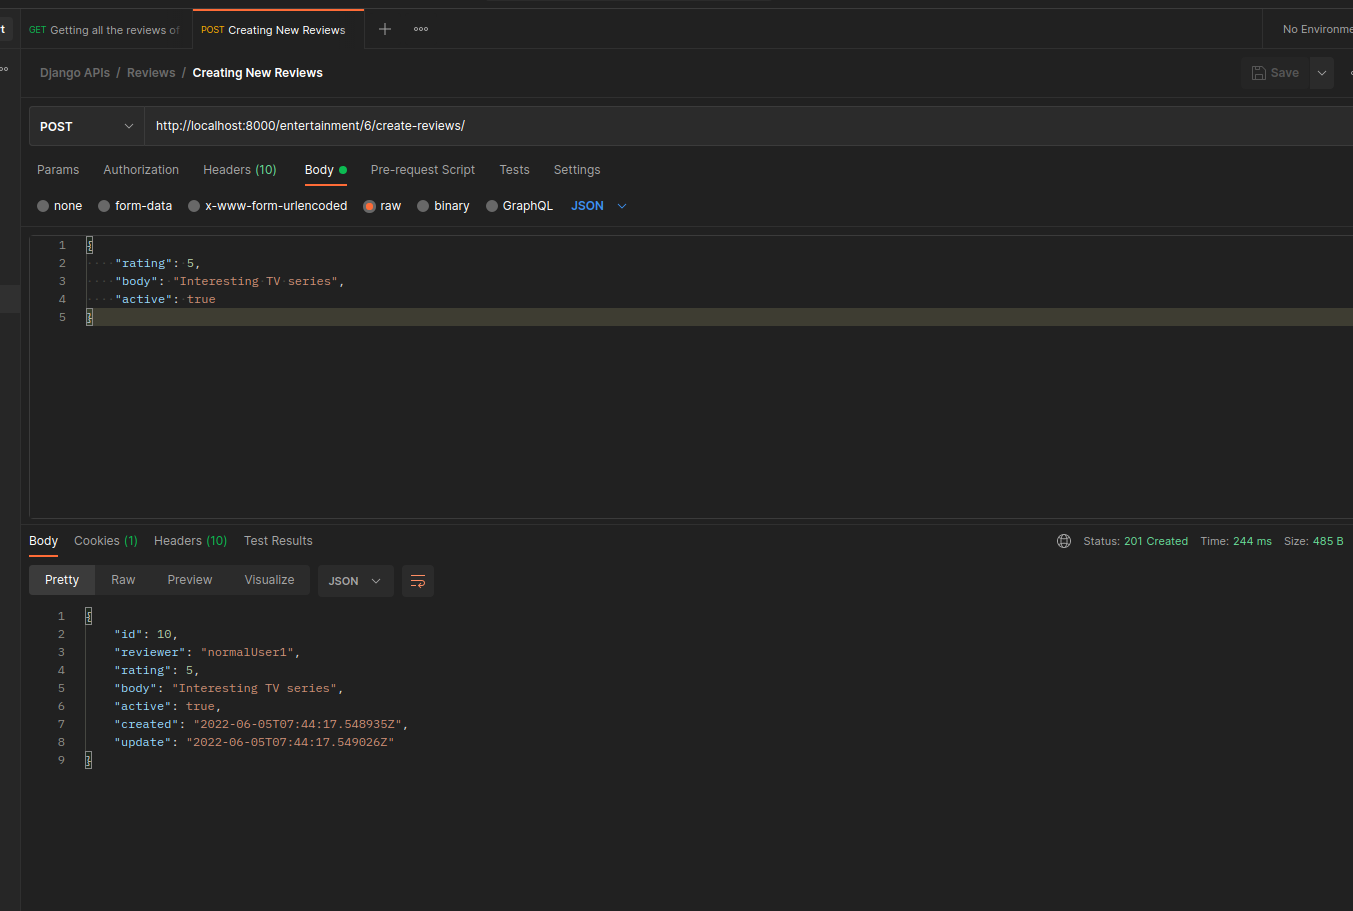 t
GET Getting all the reviews of
POST Creating New Reviews
No Environme
Django APIs / Reviews / Creating New Reviews
Save
POST
http://localhost:8000/entertainment/6/create-reviews/
Params Authorization Headers (10) Body Pre-request Script Tests Settings
none form-data x-www-form-urlencoded raw binary GraphQL JSON
1 {
2 "rating": 5,
3 "body": "Interesting TV series",
4 "active": true
5 }
Body Cookies (1) Headers (10) Test Results
Status: 201 Created Time: 244 ms Size: 485 B
Pretty Raw Preview Visualize JSON
1 {
2 "id": 10,
3 "reviewer": "normalUser1",
4 "rating": 5,
5 "body": "Interesting TV series",
6 "active": true,
7 "created": "2022-06-05T07:44:17.548935Z",
8 "update": "2022-06-05T07:44:17.549026Z"
9 }